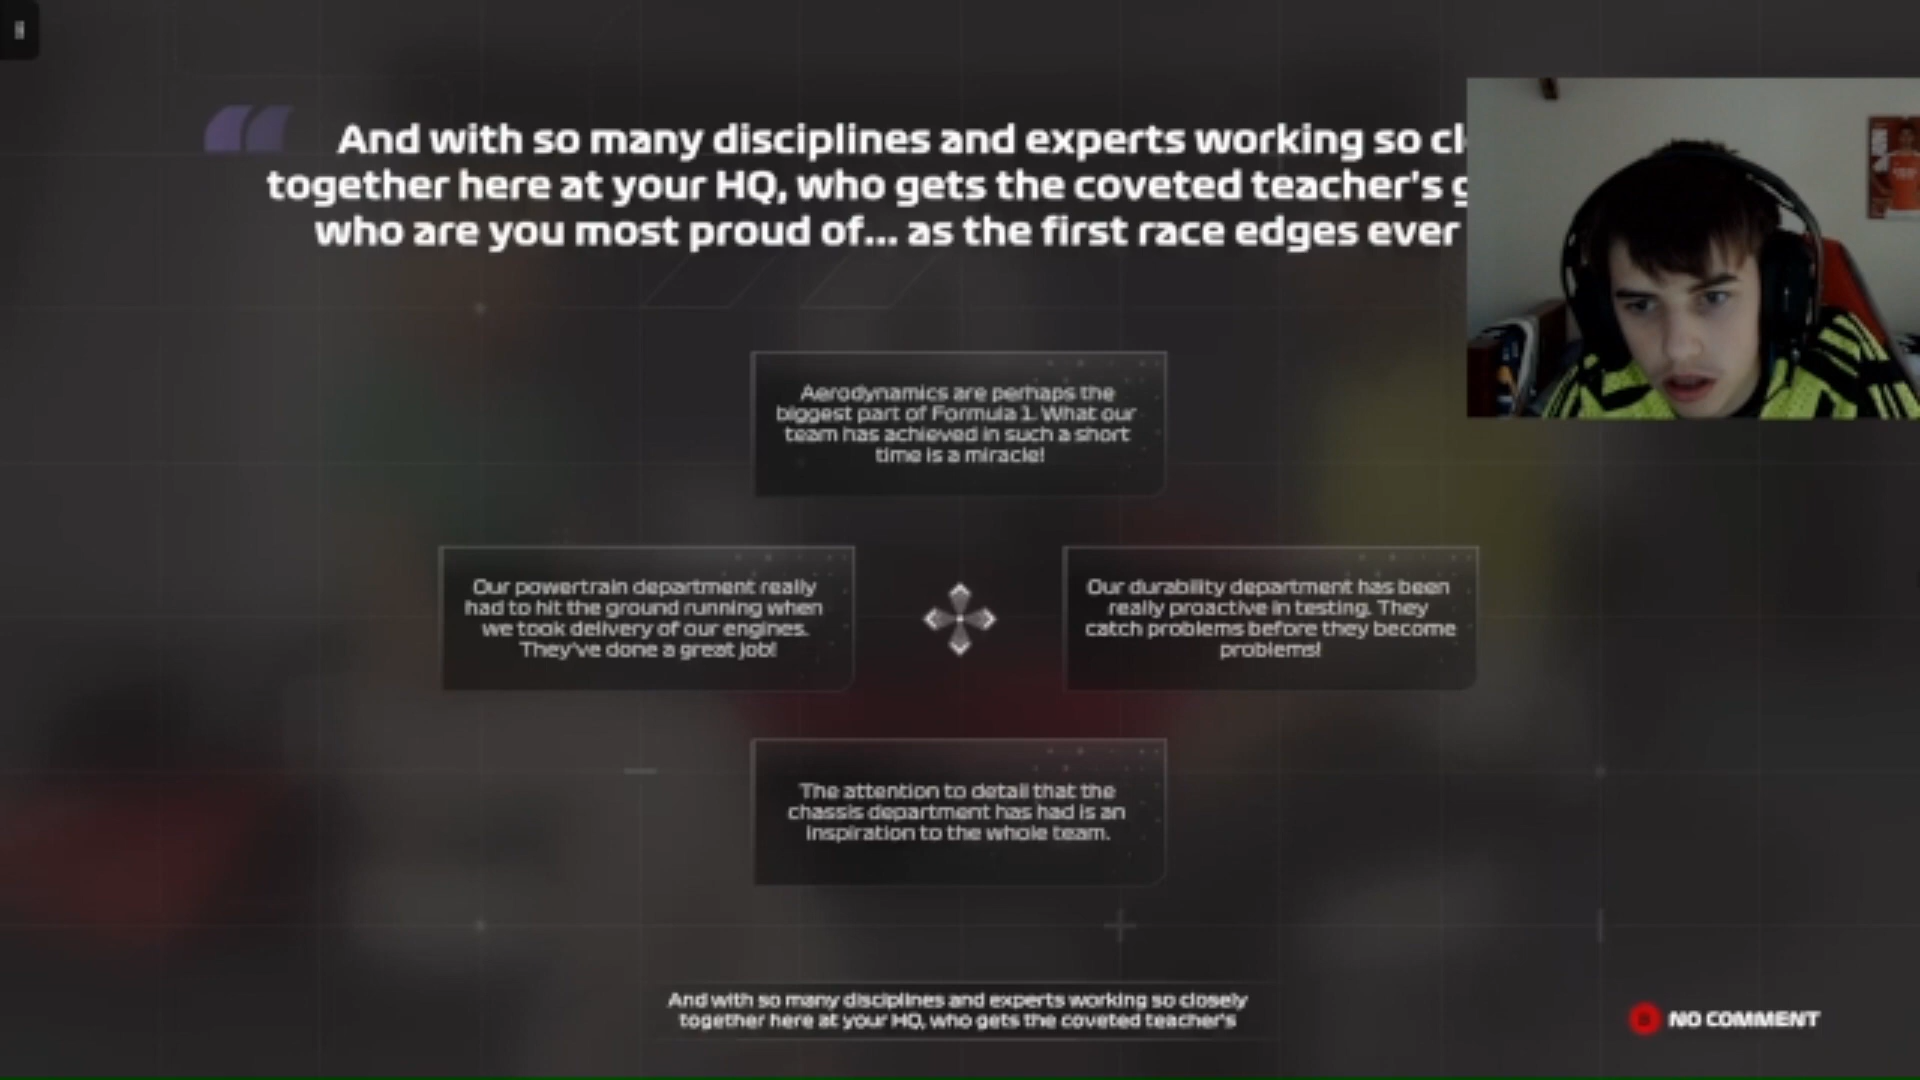 And with so many disciplines and experts working so cl
together here at your HQ, who gets the coveted teacher's g
who are you most proud of... as the first race edges ever
Aerodynamics are perhaps the
biggest part of Formula 1. What our
team has achieved in such a short
time is a miracle!
Our powertrain department really
had to hit the ground running when
we took delivery of our engines.
They've done a great job!
Our durability department has been
really proactive in testing. They
catch problems before they become
problems!
The attention to detail that the
chassis department has had is an
inspiration to the whole team.
And with so many disciplines and experts working so closely
together here at your HQ, who gets the coveted teacher's
NO COMMENT